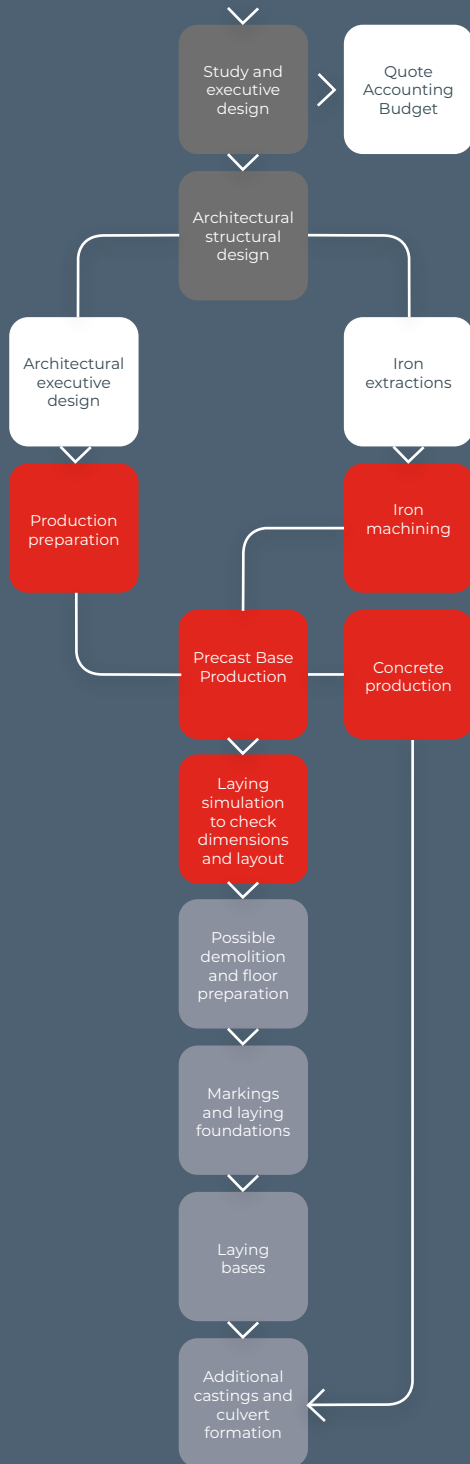 Study and
executive
design
Quote
Accounting
Budget
Architectural
structural
design
Architectural
executive
design
Iron
extractions
Production
preparation
Iron
machining
Precast Base
Production
Concrete
production
Laying
simulation
to check
dimensions
and layout
Possible
demolition
and floor
preparation
Markings
and laying
foundations
Laying
bases
Additional
castings and
culvert
formation